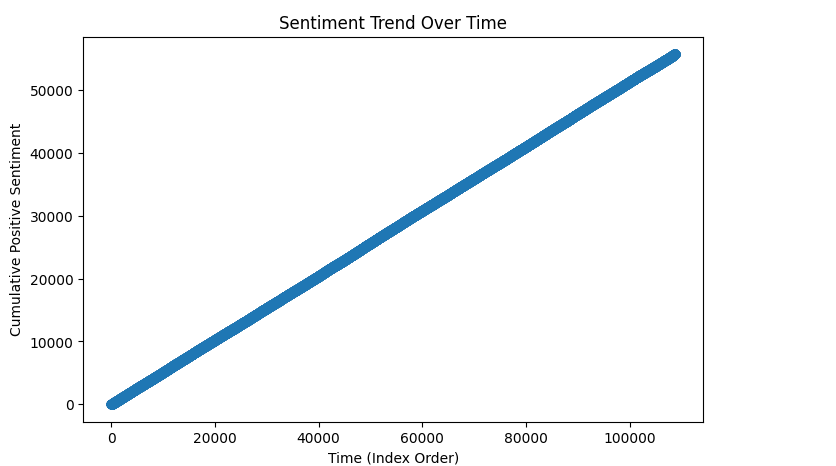 Sentiment Trend Over Time
Cumulative Positive Sentiment
50000
40000
30000
20000
10000
0
0 20000 40000 60000 80000 100000
Time (Index Order)